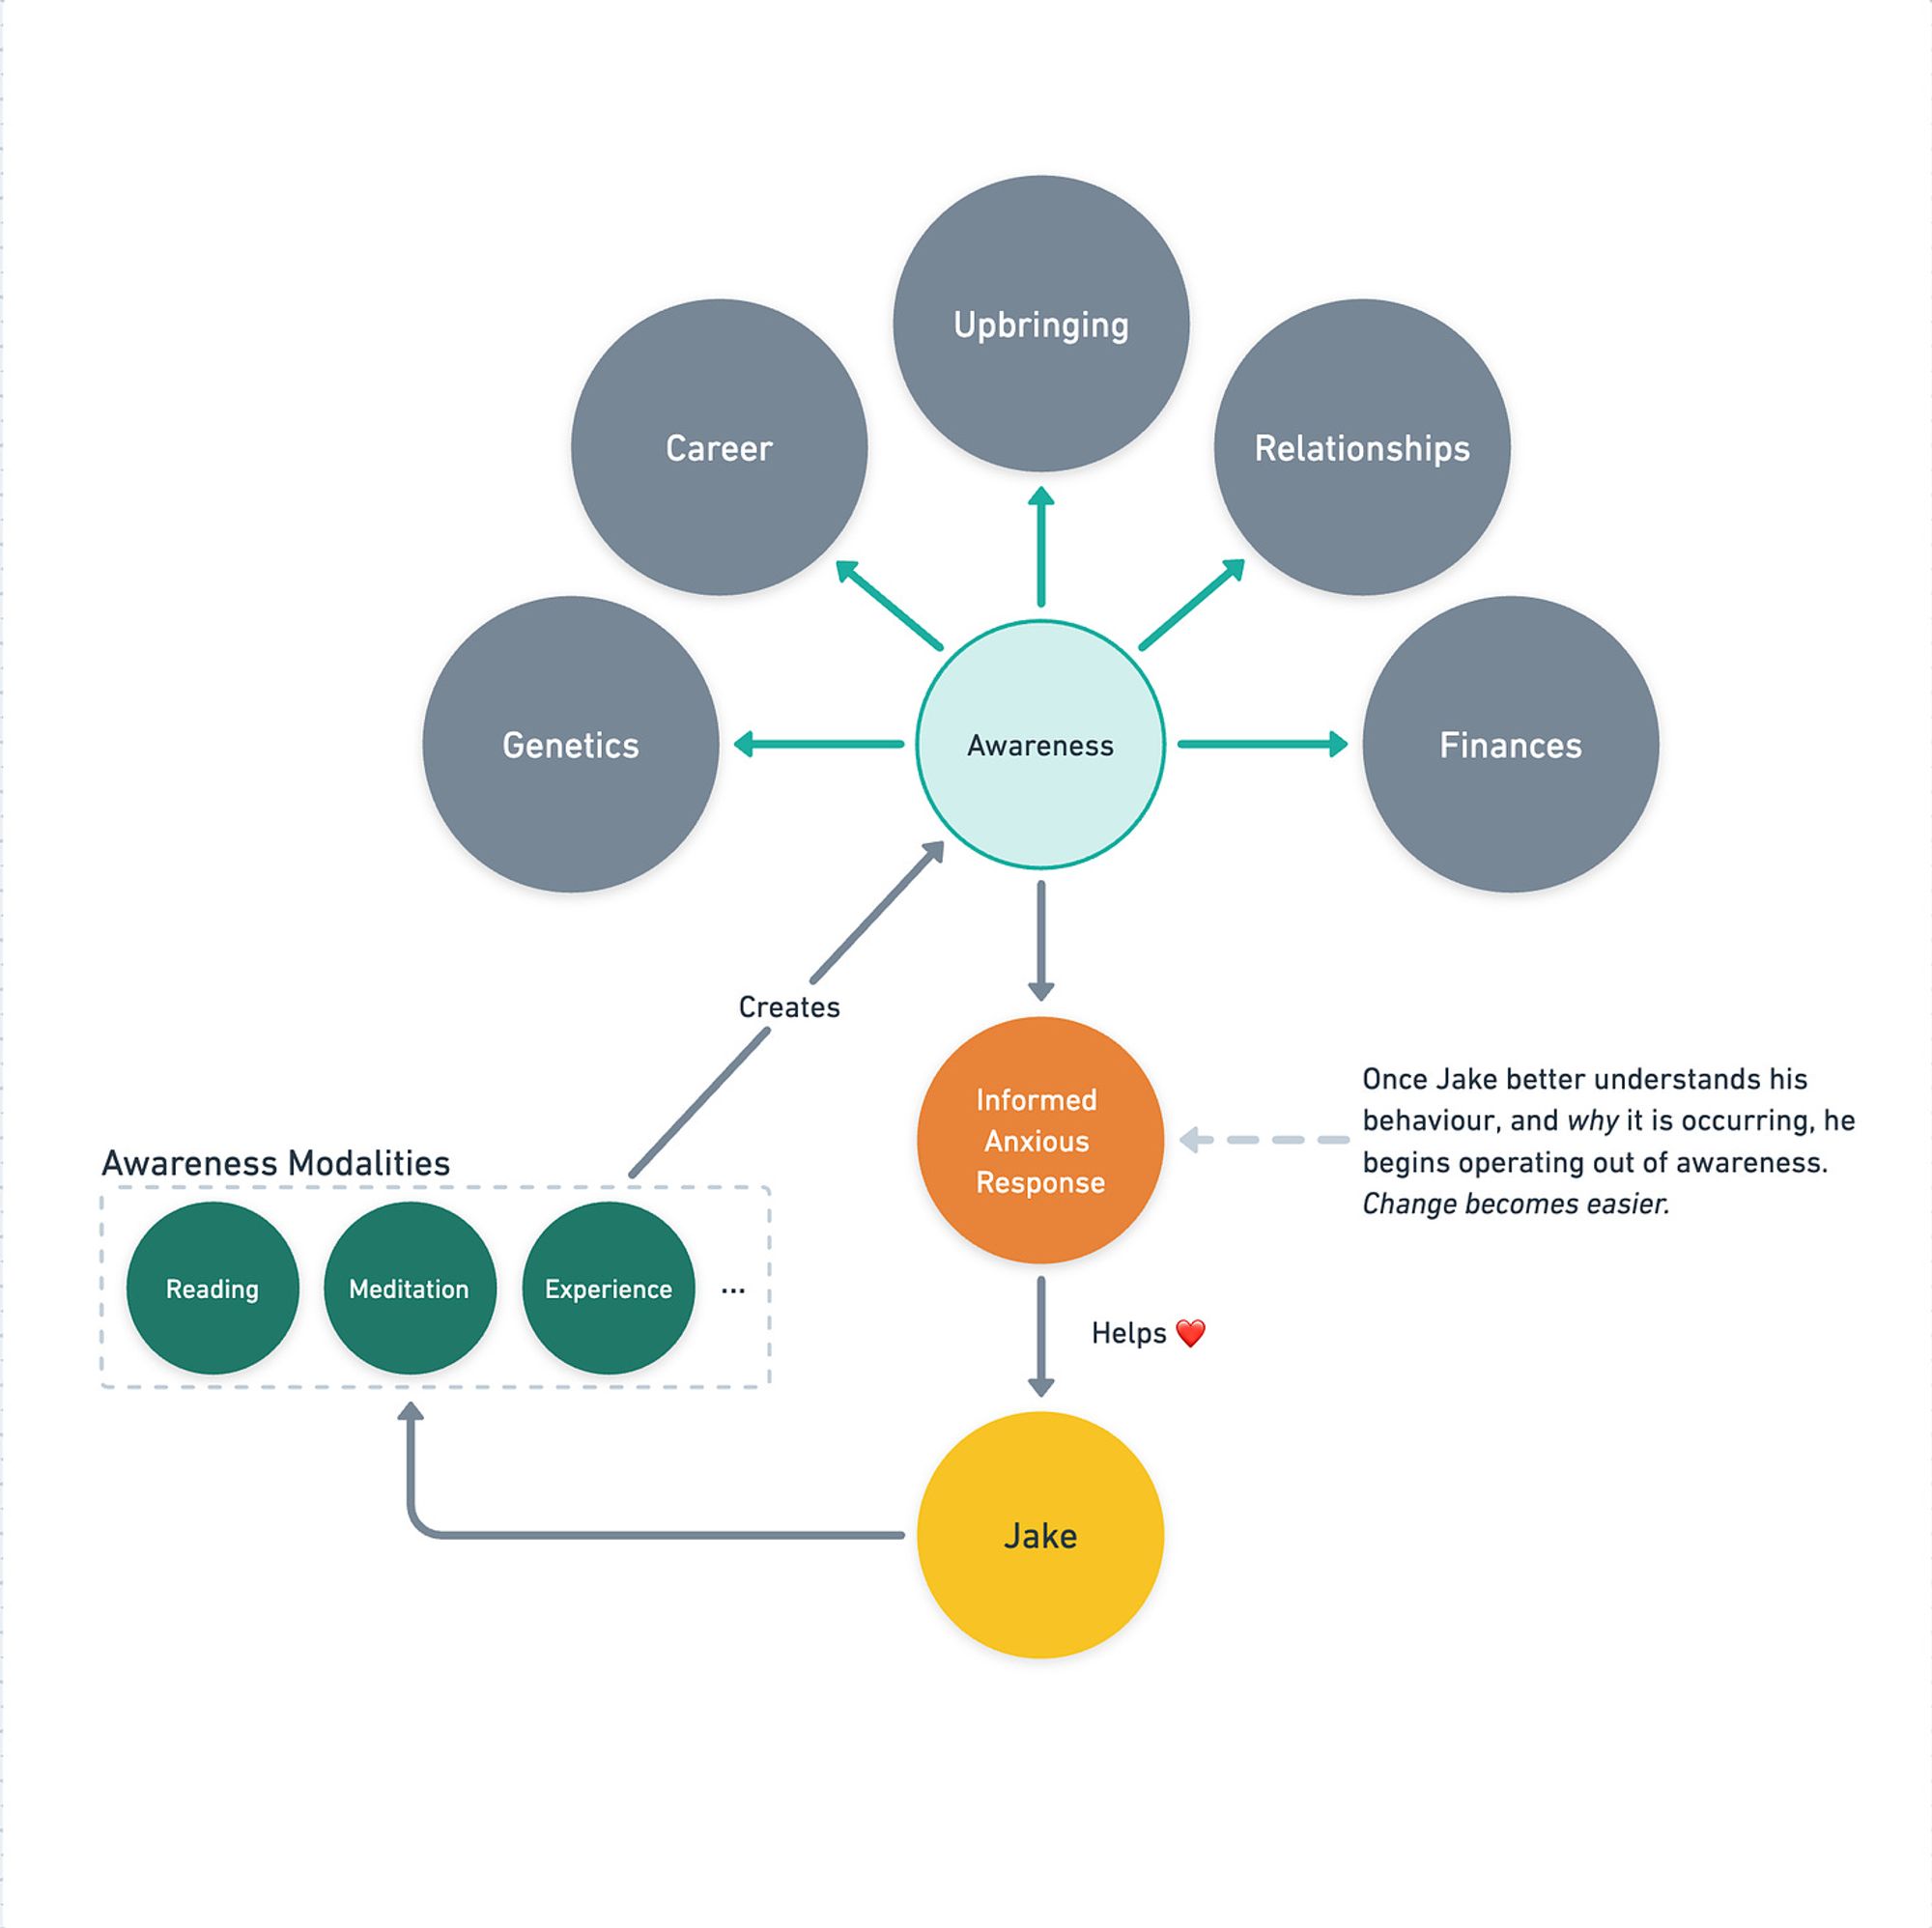 Upbringing
Career
Relationships
Genetics
Awareness
Finances
Creates
Informed
Anxious
Response
Once Jake better understands his
behaviour, and why it is occurring, he
begins operating out of awareness.
Change becomes easier.
Awareness Modalities
Reading
Meditation
Experience
...
Helps ❤️
Jake